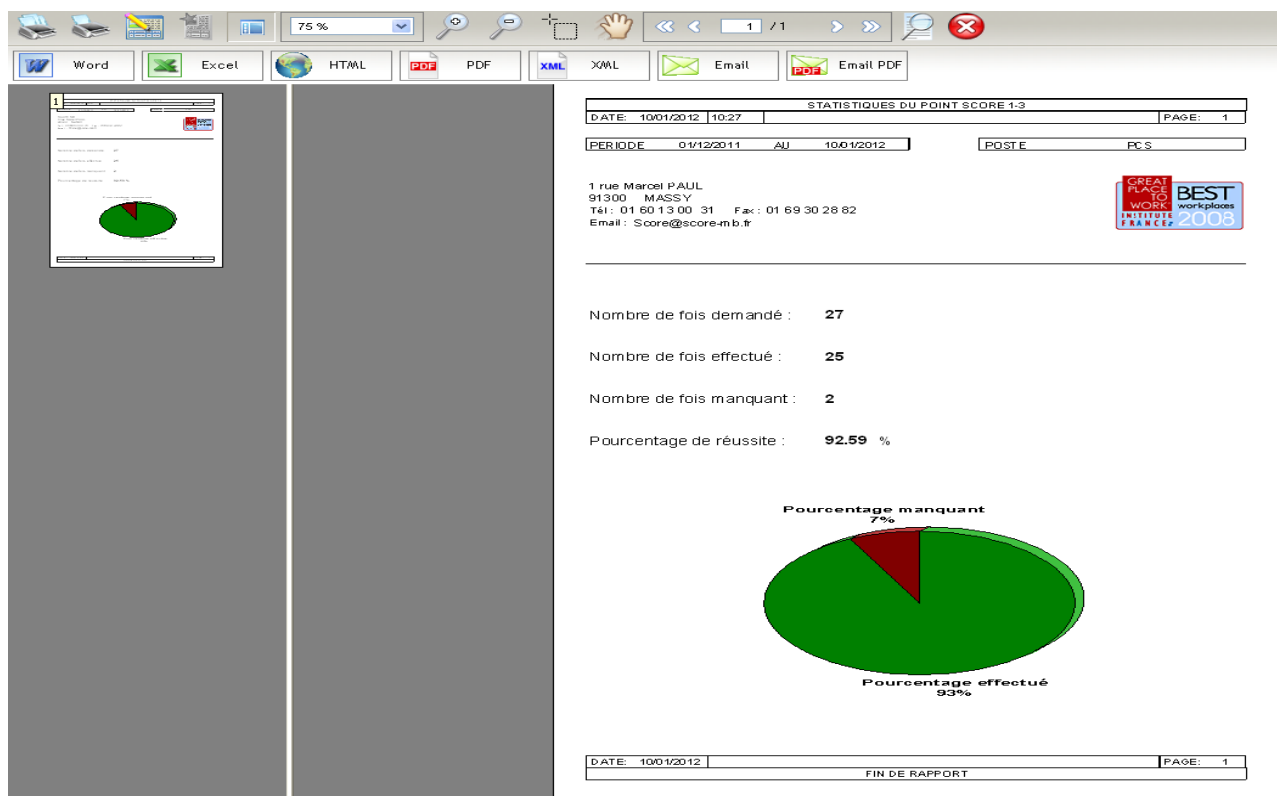 75 %
1 / 1
Word
Excel
HTML
PDF
PDF
XML
XML
Email
PDF
Email PDF
1
STATISTIQUES DU POINT SCORE 1-3
DATE: 10/01/2012 10:27 PAGE: 1
PERIODE 01/12/2011 AU 10/01/2012 POSTE PCS
1 rue Marcel PAUL
91300 MASSY
Tél : 01 60 13 00 31 Fax : 01 69 30 28 82
Email : Score@score-mb.fr
GREAT
PLACE
TO
WORK
INSTITUTE
FRANCE
BEST
workplaces
2008
Nombre de fois demandé : 27
Nombre de fois effectué : 25
Nombre de fois manquant : 2
Pourcentage de réussite : 92.59 %
Pourcentage manquant
7%
Pourcentage effectué
93%
DATE: 10/01/2012 PAGE: 1
FIN DE RAPPORT